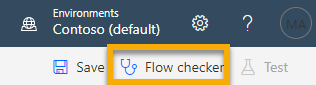 Environments
Contoso (default)
?
MA
Save
Flow checker
Test